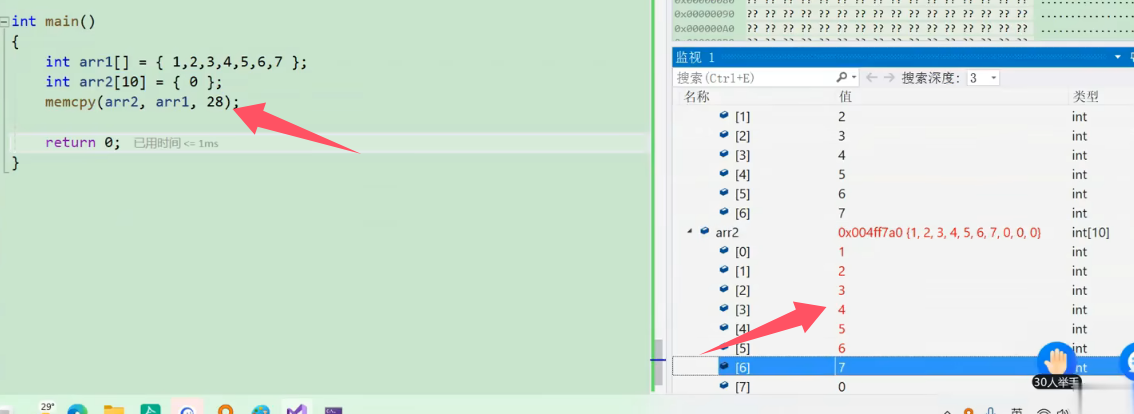 int main()
{
int arr1[] = { 1,2,3,4,5,6,7 };
int arr2[10] = { 0 };
memcpy(arr2, arr1, 28);
return 0; 已用时间 <= 1ms
}
0x00000090 ?? ?? ?? ?? ?? ?? ?? ?? ?? ?? ?? ??
0x000000A0 ?? ?? ?? ?? ?? ?? ?? ?? ?? ?? ?? ??
监视 1
搜索(Ctrl+E) 搜索深度: 3
名称 值 类型
[1] 2 int
[2] 3 int
[3] 4 int
[4] 5 int
[5] 6 int
[6] 7 int
arr2 0x004ff7a0 {1, 2, 3, 4, 5, 6, 7, 0, 0, 0} int[10]
[0] 1 int
[1] 2 int
[2] 3 int
[3] 4 int
[4] 5 int
[5] 6 int
[6] 7 int
[7] 0 int
30人举手
29°
英